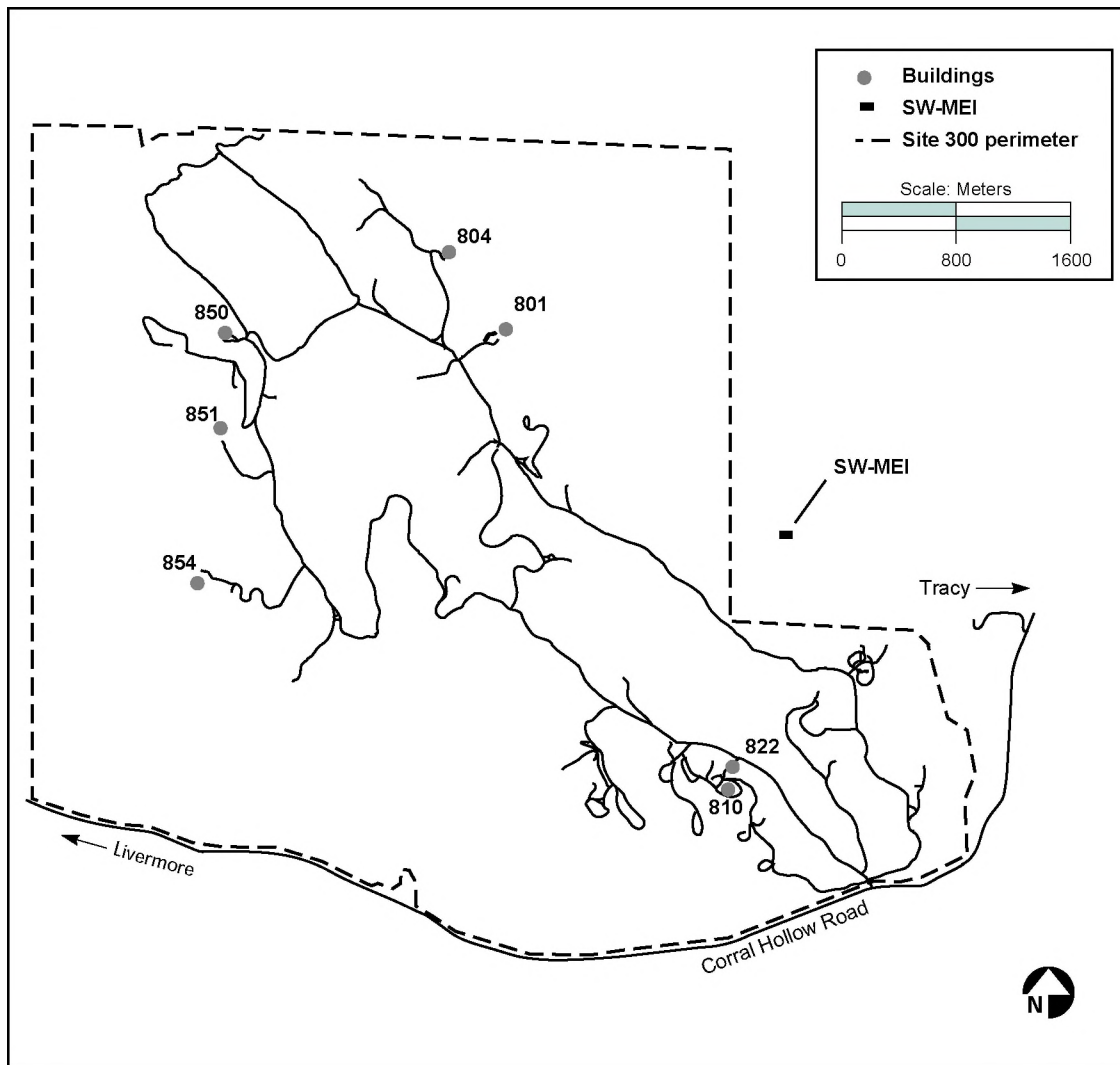 Buildings
SW-MEI
Site 300 perimeter
Scale: Meters
0 800 1600
804
801
850
851
SW-MEI
854
Tracy
822
810
Livermore
Corral Hollow Road
N